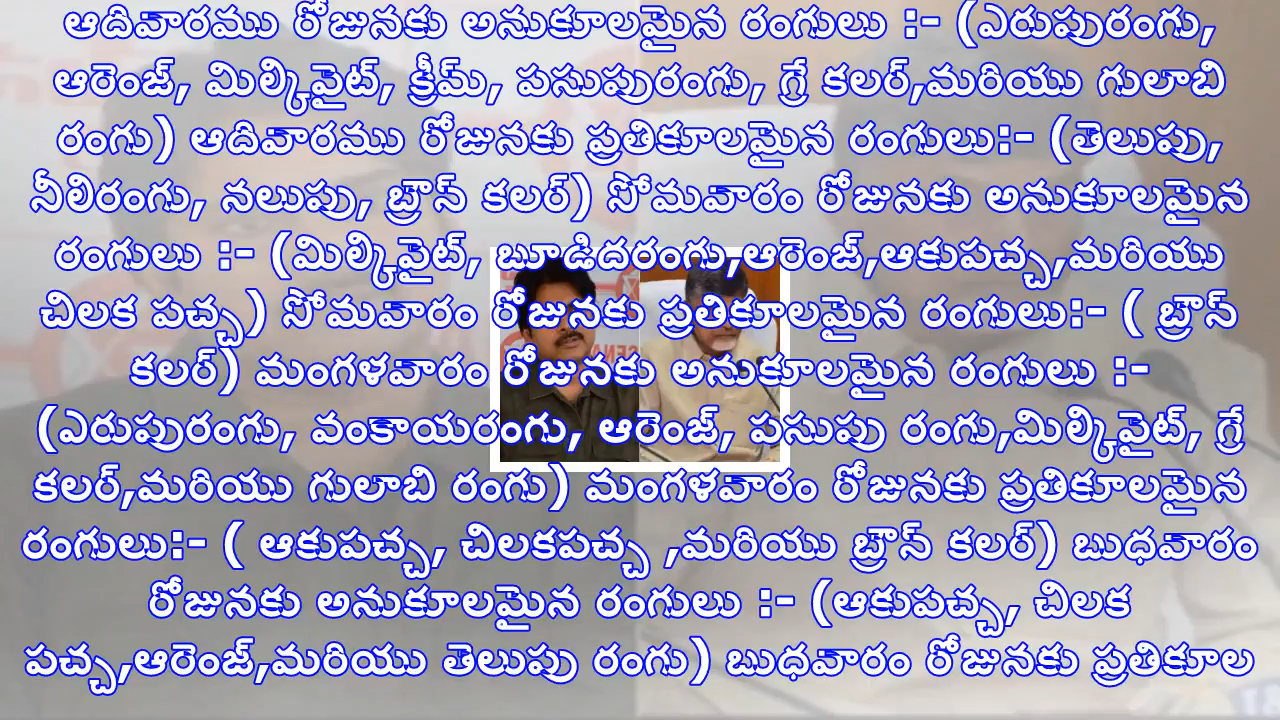 ఆదివారము రోజునకు అనుకూలమైన రంగులు :- (ఎరుపురంగు,
ఆరెంజ్, మిల్కివైట్, క్రీమ్, పసుపురంగు, గ్రే కలర్,మరియు గులాబి
రంగు) ఆదివారము రోజునకు ప్రతికూలమైన రంగులు:- (తెలుపు,
నీలిరంగు, నలుపు, బ్రౌన్ కలర్) సోమవారం రోజునకు అనుకూలమైన
రంగులు :- (మిల్కివైట్, బూడిదరంగు,ఆరెంజ్,ఆకుపచ్చ,మరియు
చిలక పచ్చ) సోమవారం రోజునకు ప్రతికూలమైన రంగులు:- ( బ్రౌన్
కలర్) మంగళవారం రోజునకు అనుకూలమైన రంగులు :-
(ఎరుపురంగు, వంకాయరంగు, ఆరెంజ్, పసుపు రంగు,మిల్కివైట్, గ్రే
కలర్,మరియు గులాబి రంగు) మంగళవారం రోజునకు ప్రతికూలమైన
రంగులు:- ( ఆకుపచ్చ, చిలకపచ్చ ,మరియు బ్రౌన్ కలర్) బుధవారం
రోజునకు అనుకూలమైన రంగులు :- (ఆకుపచ్చ, చిలక
పచ్చ,ఆరెంజ్,మరియు తెలుపు రంగు) బుధవారం రోజునకు ప్రతికూల